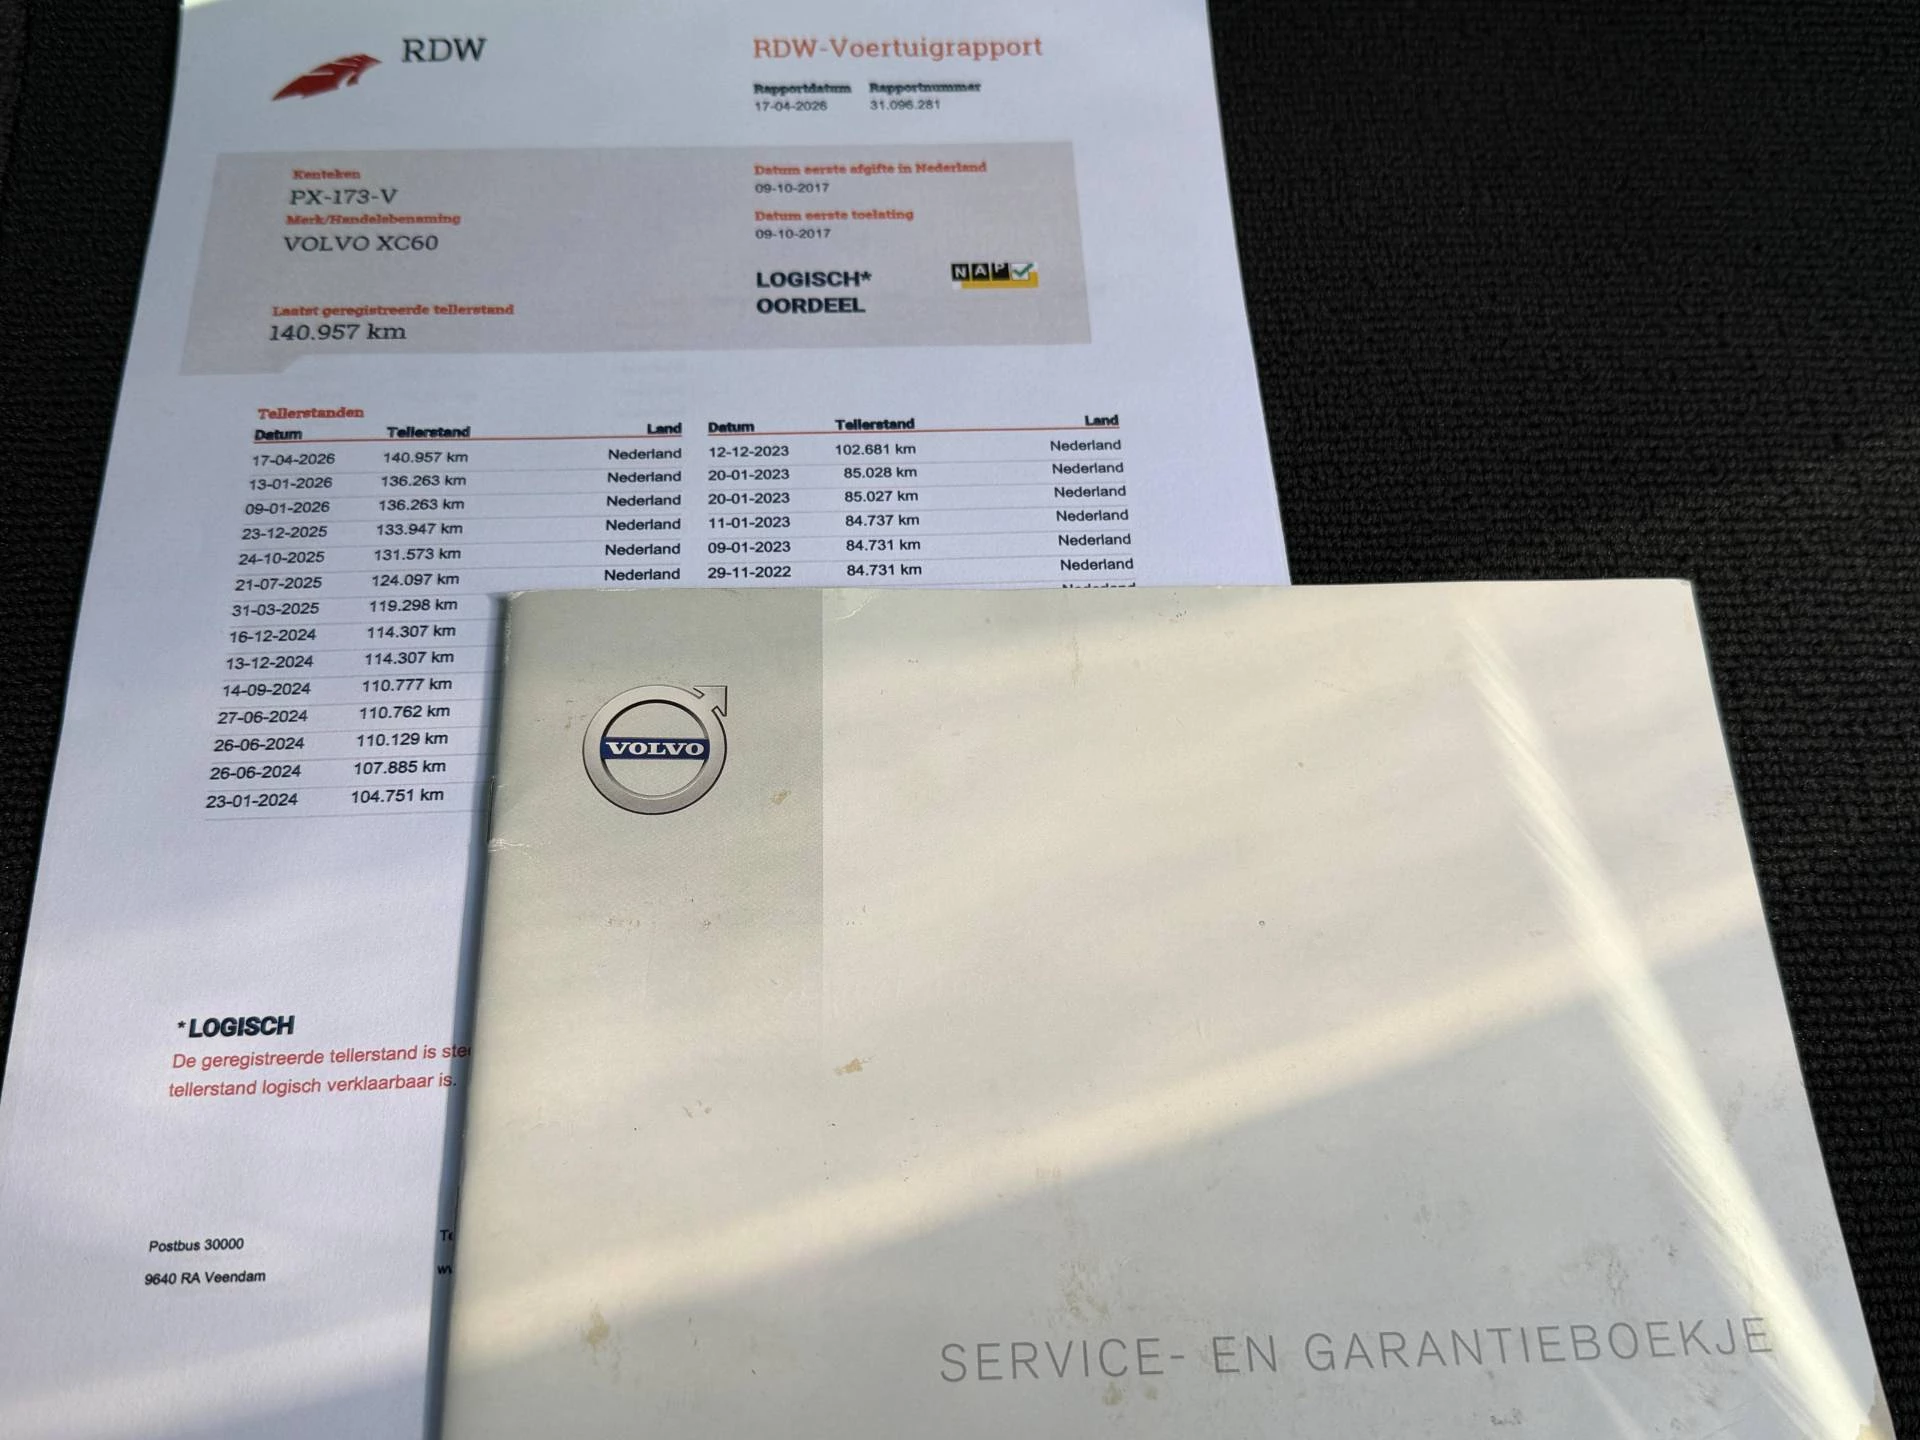 RDW
RDW-Voertuigrapport
Rapportdatum Rapportnummer
17-04-2026 31.096.281
Kenteken
PX-173-V
Merk/Handelsbenaming
VOLVO XC60
Laatst geregistreerde tellerstand
140.957 km
Datum eerste afgifte in Nederland
09-10-2017
Datum eerste toelating
09-10-2017
LOGISCH*
OORDEEL
NAP
Tellerstanden
Datum Tellerstand Land
17-04-2026 140.957 km Nederland
13-01-2026 136.263 km Nederland
09-01-2026 136.263 km Nederland
23-12-2025 133.947 km Nederland
24-10-2025 131.573 km Nederland
21-07-2025 124.097 km Nederland
31-03-2025 119.298 km
16-12-2024 114.307 km
13-12-2024 114.307 km
14-09-2024 110.777 km
27-06-2024 110.762 km
26-06-2024 110.129 km
26-06-2024 107.885 km
23-01-2024 104.751 km
Datum Tellerstand Land
12-12-2023 102.681 km Nederland
20-01-2023 85.028 km Nederland
20-01-2023 85.027 km Nederland
11-01-2023 84.737 km Nederland
09-01-2023 84.731 km Nederland
29-11-2022 84.731 km Nederland
*LOGISCH
De geregistreerde tellerstand is
tellerstand logisch verklaarbaar is.
Postbus 30000
9640 RA Veendam
VOLVO
SERVICE- EN GARANTIEBOEKJE